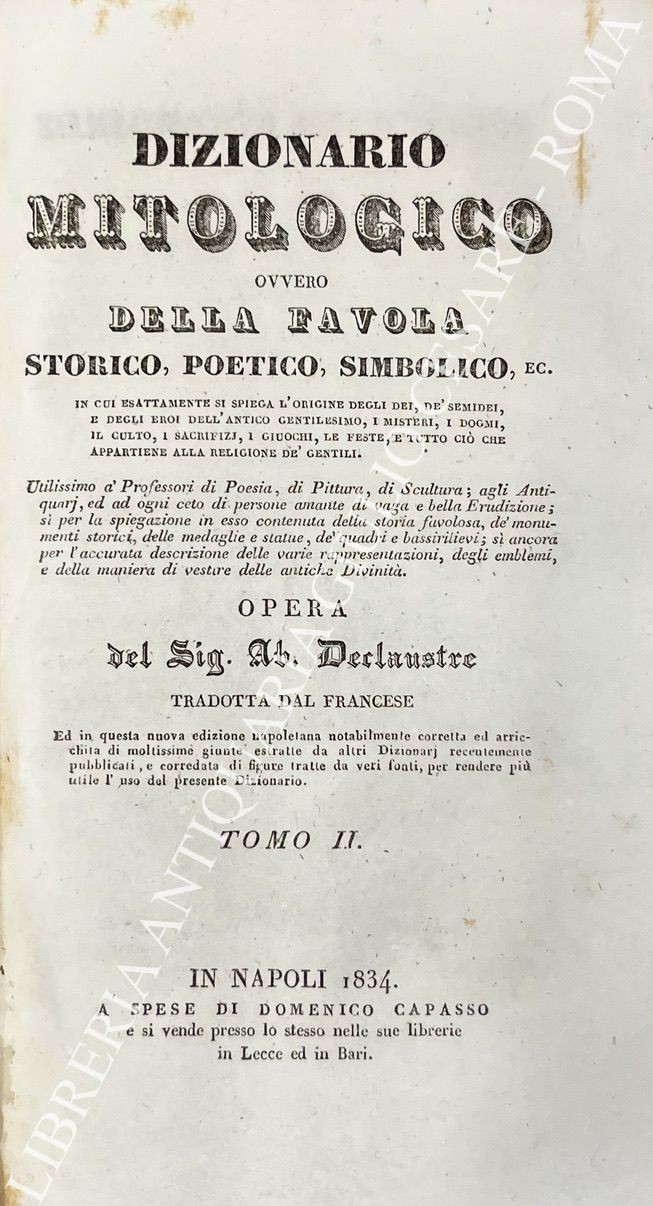 DIZIONARIO
MITOLOGICO
OVVERO
DELLA FAVOLA
STORICO, POETICO, SIMBOLICO, EC.
IN CUI ESATTAMENTE SI SPIEGA L'ORIGINE DEGLI DEI, DE' SEMIDEI,
E DEGLI EROI DELL'ANTICO GENTILESIMO, I MISTERI, I DOGMI,
IL CULTO, I SACRIFIZJ, I GIUOCHI, LE FESTE, E TUTTO CIÒ CHE
APPARTIENE ALLA RELIGIONE DE' GENTILI.
Utilissimo a' Professori di Poesia, di Pittura, di Scultura; agli Anti-
quarj, ed ad ogni ceto di persone amante di vaga e bella Erudizione;
sì per la spiegazione in esso contenuta della storia favolosa, de' monu-
menti storici, delle medaglie e statue, de' quadri e bassirilievi; sì ancora
per l'accurata descrizione delle varie rappresentazioni, degli emblemi,
e della maniera di vestire delle antiche Divinità.
OPERA
del Sig. Ab. Declaustre
TRADOTTA DAL FRANCESE
Ed in questa nuova edizione napoletana notabilmente corretta ed arric-
chita di moltissime giunte estratte da altri Dizionarj recentemente
pubblicati, e corredata di figure tratte da veri fonti, per rendere più
utile l' uso del presente Dizionario.
TOMO II.
IN NAPOLI 1834.
A SPESE DI DOMENICO CAPASSO
e si vende presso lo stesso nelle sue librerie
in Lecce ed in Bari.
LIBRERIA ANTIQUARIA GIULIO CESARE - ROMA